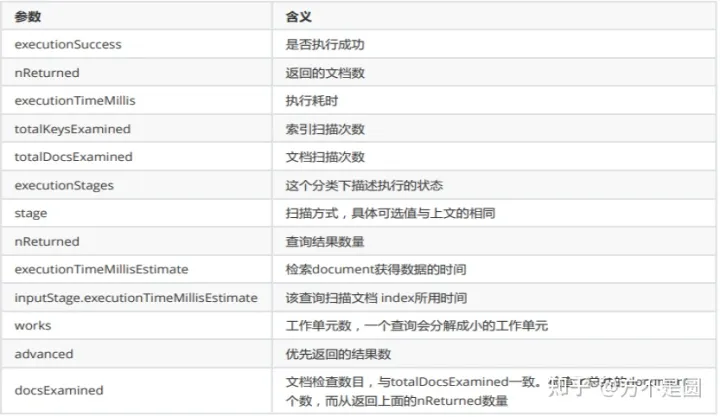 参数 含义
executionSuccess 是否执行成功
nReturned 返回的文档数
executionTimeMillis 执行耗时
totalKeysExamined 索引扫描次数
totalDocsExamined 文档扫描次数
executionStages 这个分类下描述执行的状态
stage 扫描方式，具体可选值与上文的相同
nReturned 查询结果数量
executionTimeMillisEstimate 检索document获得数据的时间
inputStage.executionTimeMillisEstimate 该查询扫描文档 index所用时间
works 工作单元数，一个查询会分解成小的工作单元
advanced 优先返回的结果数
docsExamined 文档检查数目，与totalDocsExamined一致。
个数，而从返回上面的nReturned数量
知乎 @方不是圆